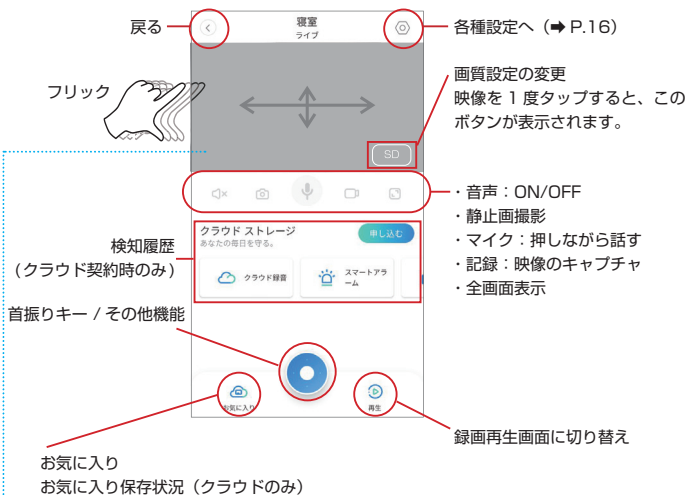 戻る
寝室
ライブ
各種設定へ（➡ P.16）
フリック
画質設定の変更
映像を 1 度タップすると、この
ボタンが表示されます。
SD
・音声：ON/OFF
・静止画撮影
・マイク：押しながら話す
・記録：映像のキャプチャ
・全画面表示
検知履歴
(クラウド契約時のみ)
クラウド ストレージ
あなたの毎日を守る。
申し込む
クラウド録音
スマートアラ
ーム
首振りキー / その他機能
お気に入り
再生
録画再生画面に切り替え
お気に入り
お気に入り保存状況（クラウドのみ）